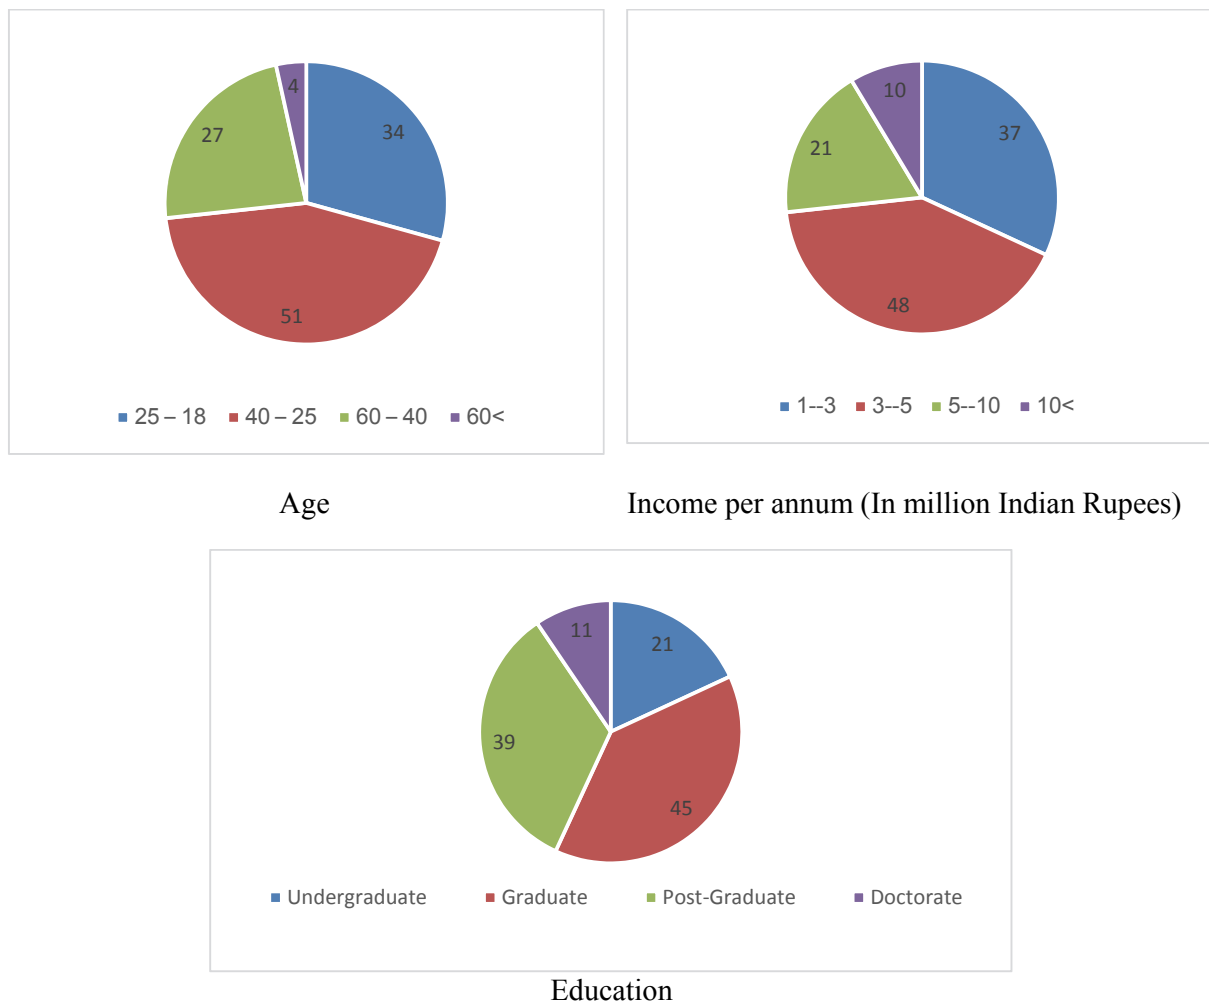 4
34
27
51
25 – 18 40 – 25 60 – 40 60<
Age
10
37
21
48
1--3 3--5 5--10 10<
Income per annum (In million Indian Rupees)
11
21
39
45
Undergraduate Graduate Post-Graduate Doctorate
Education